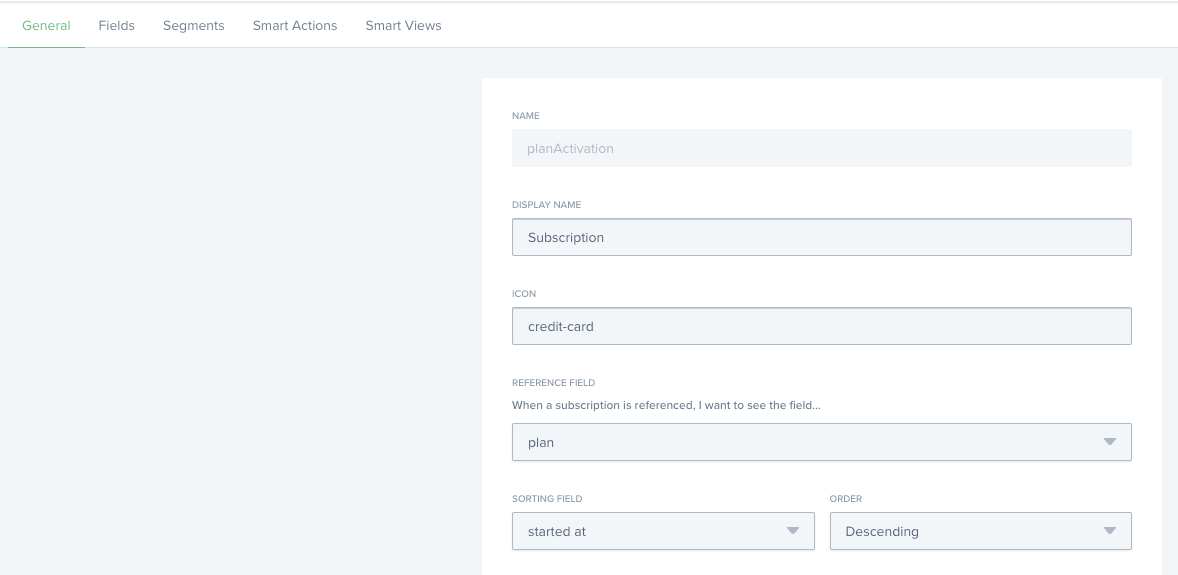 General Fields Segments Smart Actions Smart Views
NAME
planActivation
DISPLAY NAME
Subscription
ICON
credit-card
REFERENCE FIELD
When a subscription is referenced, I want to see the field...
plan
SORTING FIELD ORDER
started at Descending